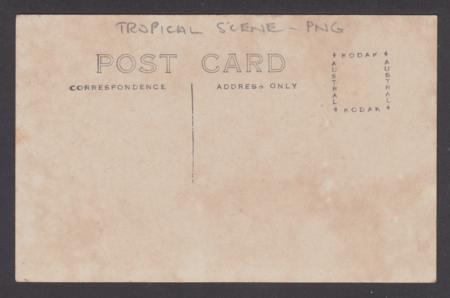 TROPICAL SCENE - PNG
POST CARD
CORRESPONDENCE
ADDRESS ONLY
KODAK
AUSTRAL
AUSTRAL
KODAK